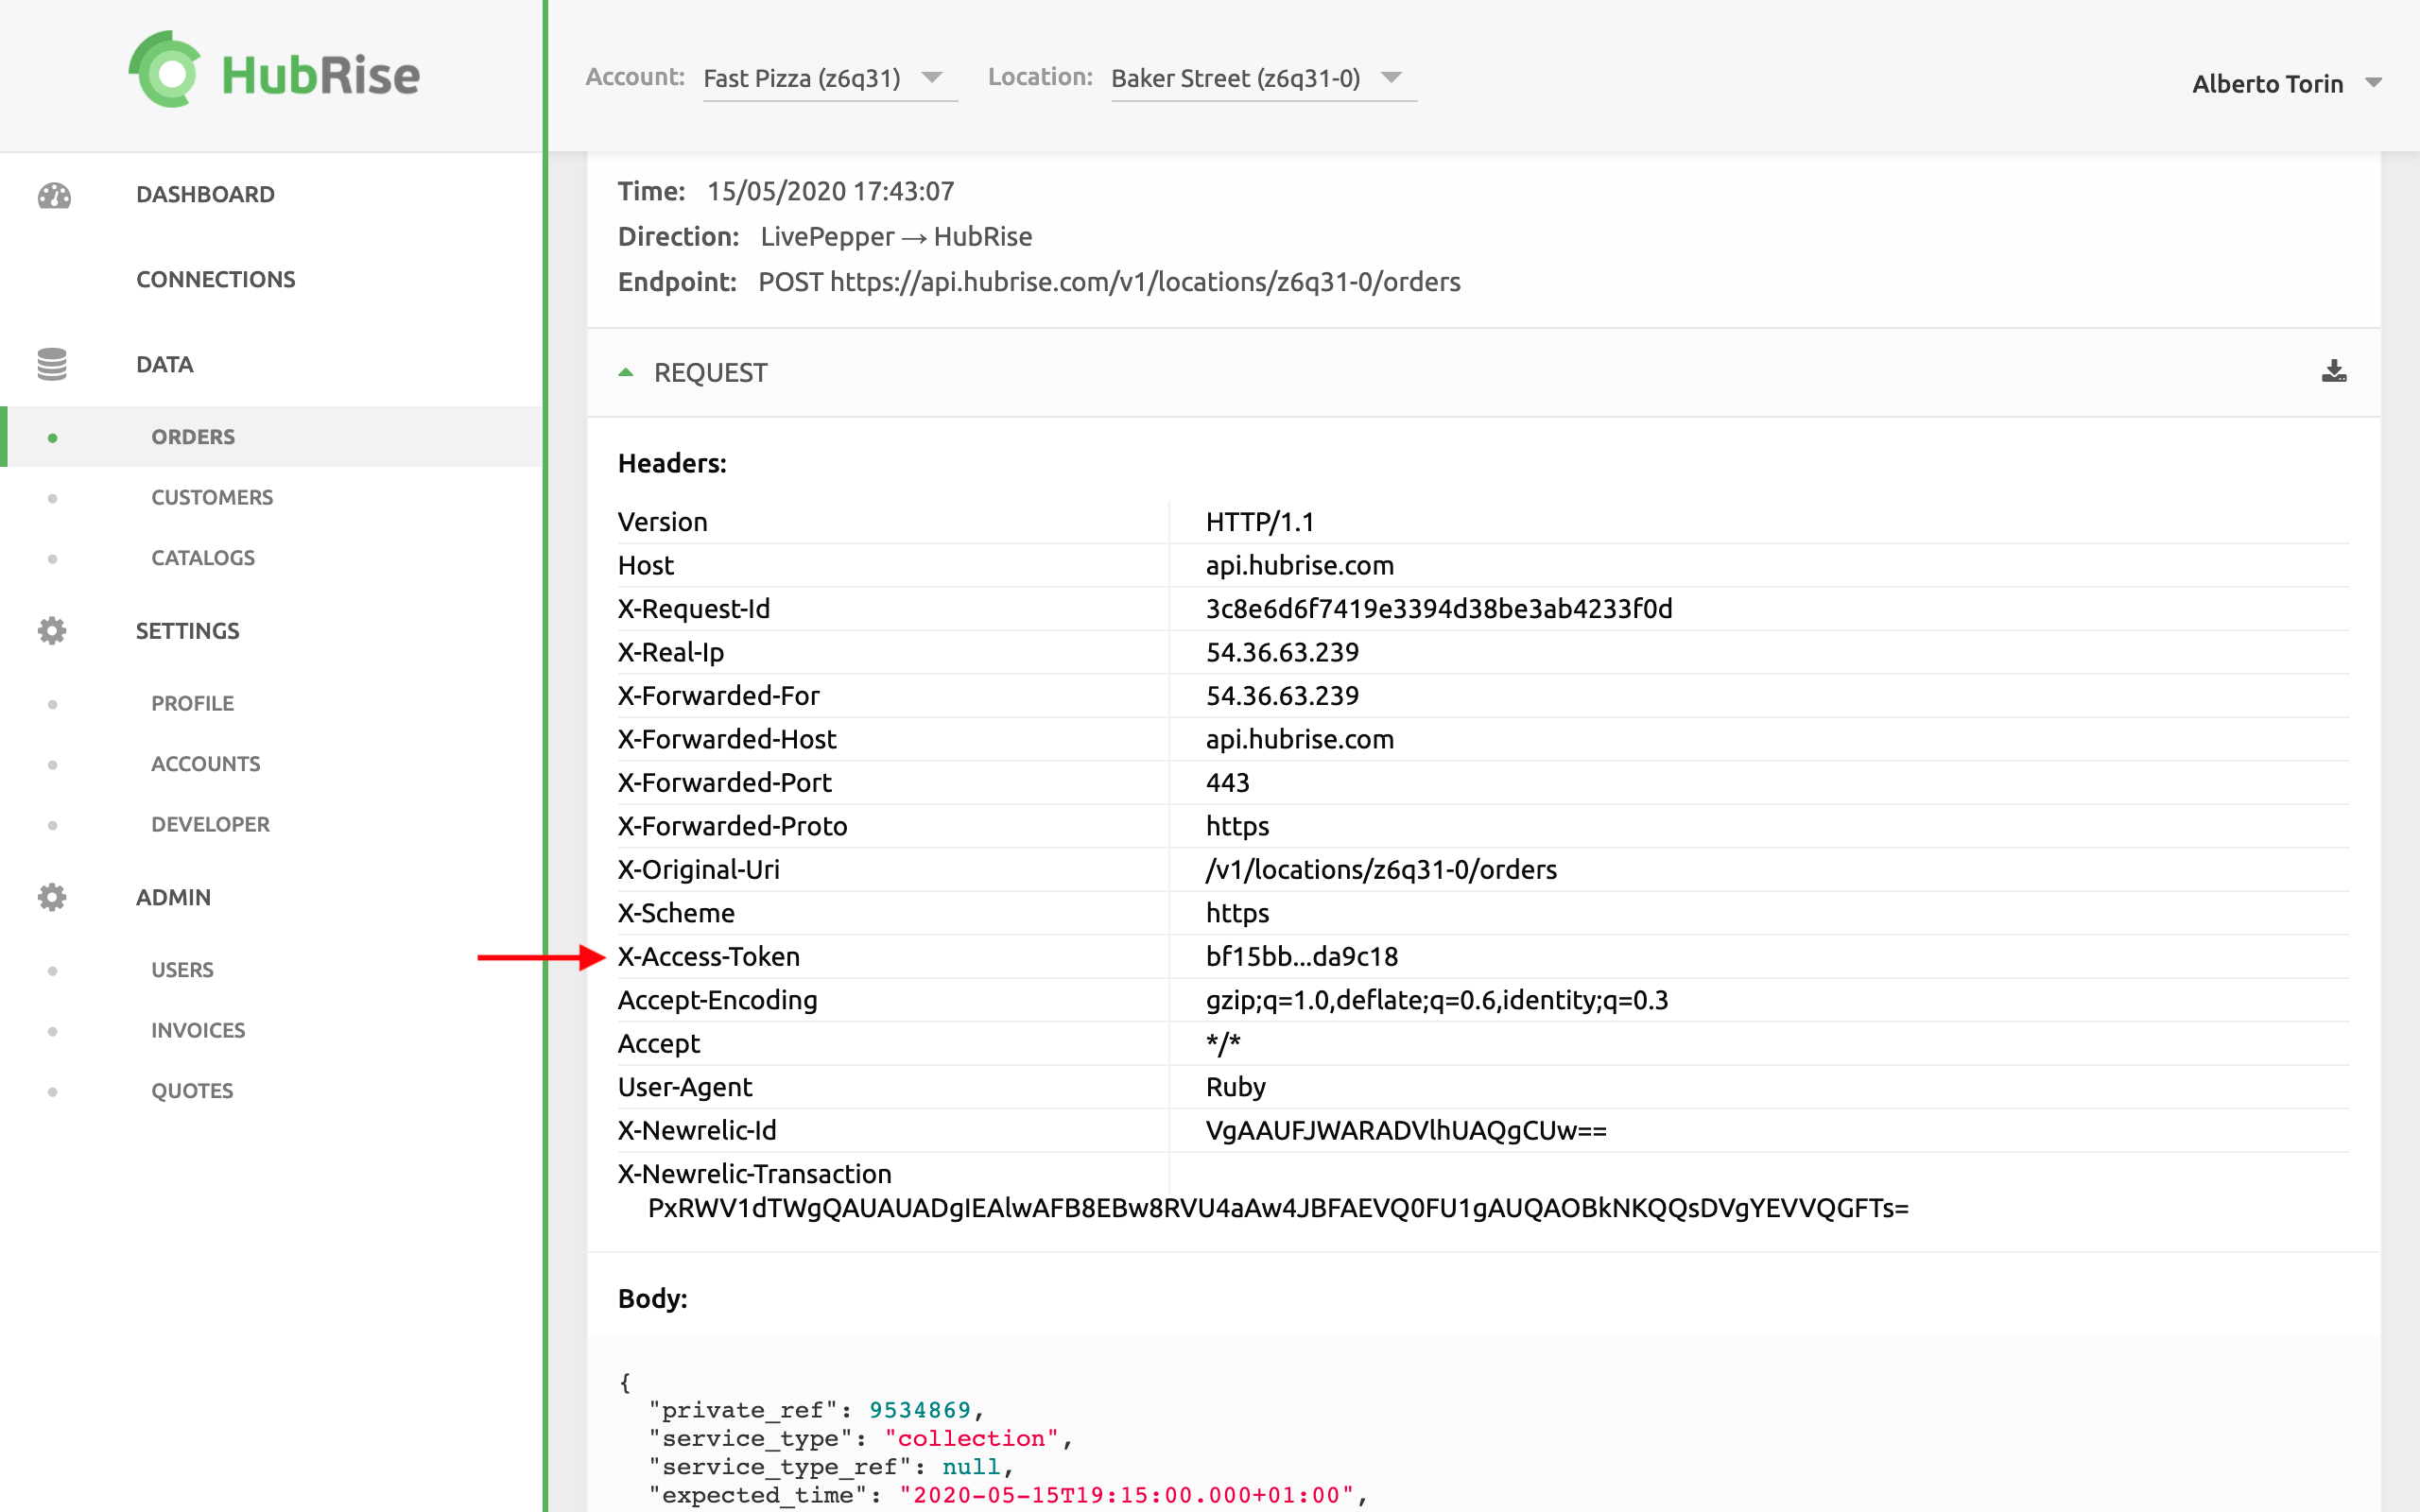 HubRise
Account: Fast Pizza (z6q31) Location: Baker Street (z6q31-0)
Alberto Torin
DASHBOARD
CONNECTIONS
DATA
ORDERS
CUSTOMERS
CATALOGS
SETTINGS
PROFILE
ACCOUNTS
DEVELOPER
ADMIN
USERS
INVOICES
QUOTES
Time: 15/05/2020 17:43:07
Direction: LivePepper → HubRise
Endpoint: POST https://api.hubrise.com/v1/locations/z6q31-0/orders
REQUEST
Headers:
Version HTTP/1.1
Host api.hubrise.com
X-Request-Id 3c8e6d6f7419e3394d38be3ab4233f0d
X-Real-Ip 54.36.63.239
X-Forwarded-For 54.36.63.239
X-Forwarded-Host api.hubrise.com
X-Forwarded-Port 443
X-Forwarded-Proto https
X-Original-Uri /v1/locations/z6q31-0/orders
X-Scheme https
X-Access-Token bf15bb...da9c18
Accept-Encoding gzip;q=1.0,deflate;q=0.6,identity;q=0.3
Accept */*
User-Agent Ruby
X-Newrelic-Id VgAAUFJWARADVlhUAQgCUw==
X-Newrelic-Transaction
PxRWV1dTWgQAUAUADgIEAlwAFB8EBw8RVU4aAw4JBFAEVQ0FU1gAUQAOBkNKQQsDVgYEVVQGFTs=
Body:
{
"private_ref": 9534869,
"service_type": "collection",
"service_type_ref": null,
"expected_time": "2020-05-15T19:15:00.000+01:00",